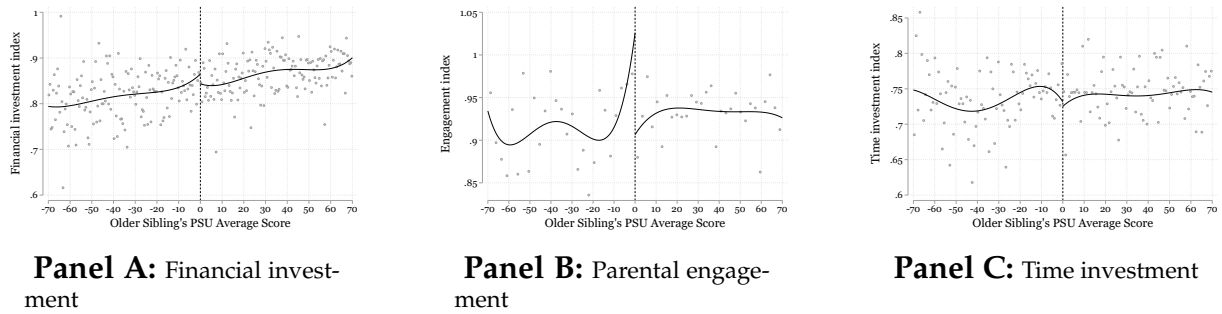 1
.9
.8
.7
.6
Financial investment index
-70 -60 -50 -40 -30 -20 -10 0 10 20 30 40 50 60 70
Older Sibling's PSU Average Score
Panel A: Financial invest-
ment
1.05
1
.95
.9
.85
Engagement index
-70 -60 -50 -40 -30 -20 -10 0 10 20 30 40 50 60 70
Older Sibling's PSU Average Score
Panel B: Parental engage-
ment
.85
.8
.75
.7
.65
.6
Time investment index
-70 -60 -50 -40 -30 -20 -10 0 10 20 30 40 50 60 70
Older Sibling's PSU Average Score
Panel C: Time investment